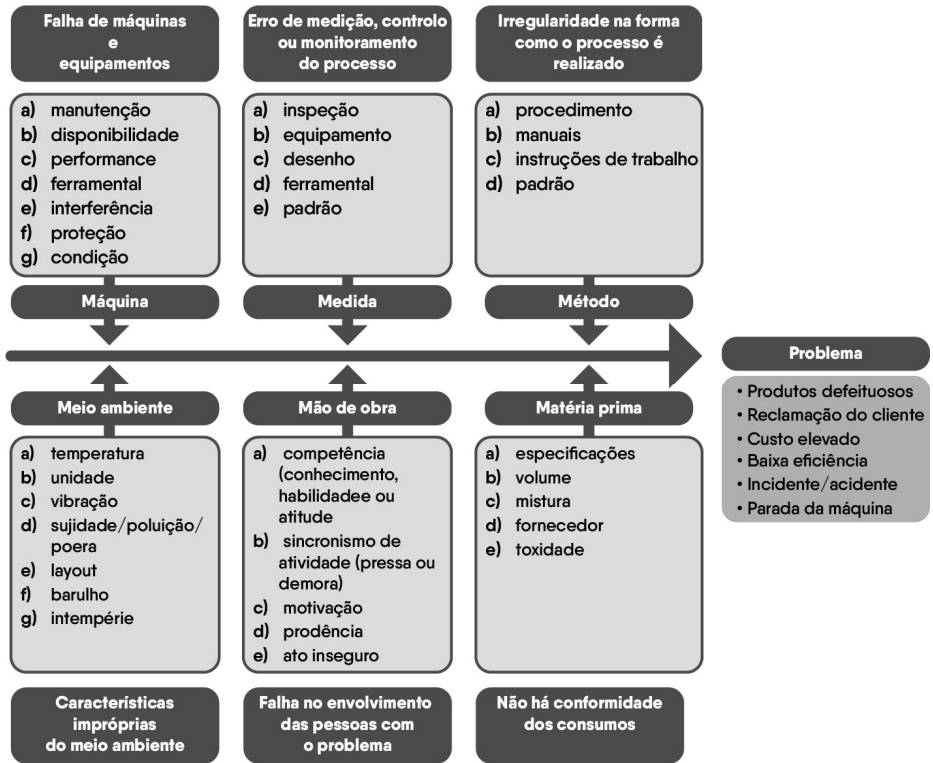 Falha de máquinas
e
equipamentos
a) manutenção
b) disponibilidade
c) performance
d) ferramental
e) interferência
f) proteção
g) condição
Máquina
Erro de medição, controlo
ou monitoramento
do processo
a) inspeção
b) equipamento
c) desenho
d) ferramental
e) padrão
Medida
Irregularidade na forma
como o processo é
realizado
a) procedimento
b) manuais
c) instruções de trabalho
d) padrão
Método
Problema
• Produtos defeituosos
• Reclamação do cliente
• Custo elevado
• Baixa eficiência
• Incidente/acidente
• Parada da máquina
Meio ambiente
a) temperatura
b) unidade
c) vibração
d) sujidade/poluição/
poera
e) layout
f) barulho
g) intempérie
Características
impróprias
do meio ambiente
Mão de obra
a) competência
(conhecimento,
habilidadee ou
atitude
b) sincronismo de
atividade (pressa ou
demora)
c) motivação
d) prodência
e) ato inseguro
Falha no envolvimento
das pessoas com
o problema
Matéria prima
a) especificações
b) volume
c) mistura
d) fornecedor
e) toxidade
Não há conformidade
dos consumos